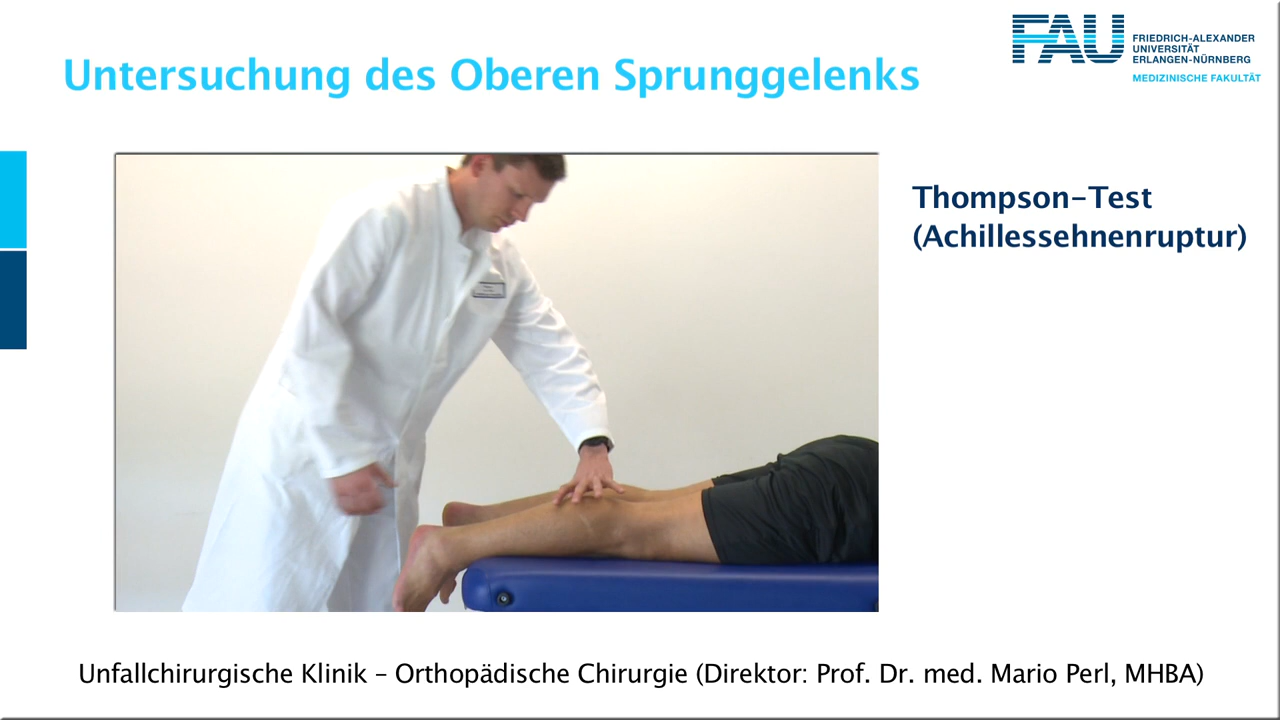 Untersuchung des Oberen Sprunggelenks
FAU
FRIEDRICH-ALEXANDER
UNIVERSITÄT
ERLANGEN-NÜRNBERG
MEDIZINISCHE FAKULTÄT
Thompson-Test
(Achillessehnenruptur)
Unfallchirurgische Klinik – Orthopädische Chirurgie (Direktor: Prof. Dr. med. Mario Perl, MHBA)